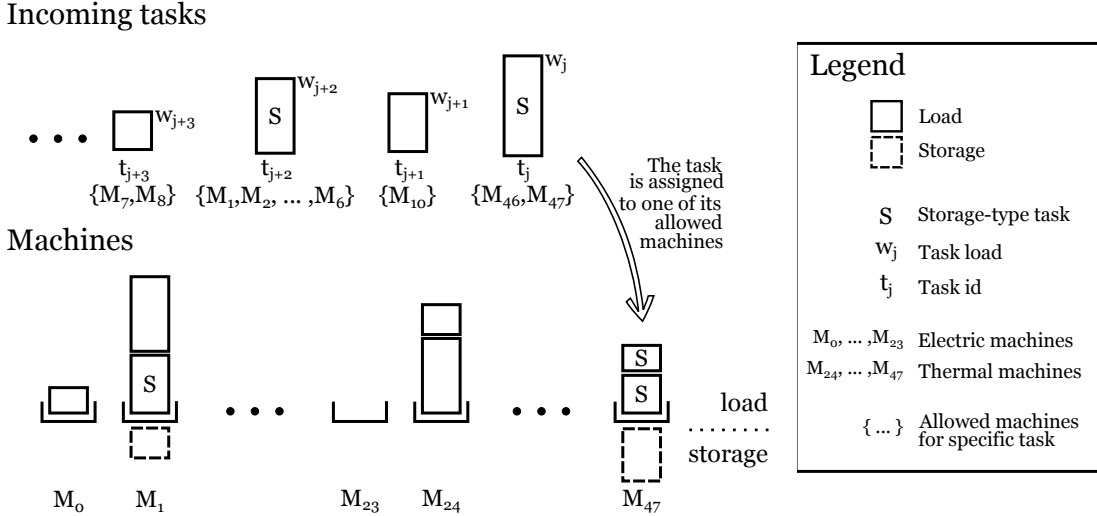 Incoming tasks
w_{j+3}
t_{j+3}
{M_7,M_8}
w_{j+2}
S
t_{j+2}
{M_1,M_2, ... ,M_6}
w_{j+1}
t_{j+1}
{M_10}
w_j
S
t_j
{M_46,M_47}
The task
is assigned
to one of its
allowed
machines
Machines
S
S
S
load
storage
M_0
M_1
M_23
M_24
M_47
Legend
Load
Storage
S Storage-type task
w_j Task load
t_j Task id
M_0, ... ,M_23 Electric machines
M_24, ... ,M_47 Thermal machines
{ ... } Allowed machines
for specific task